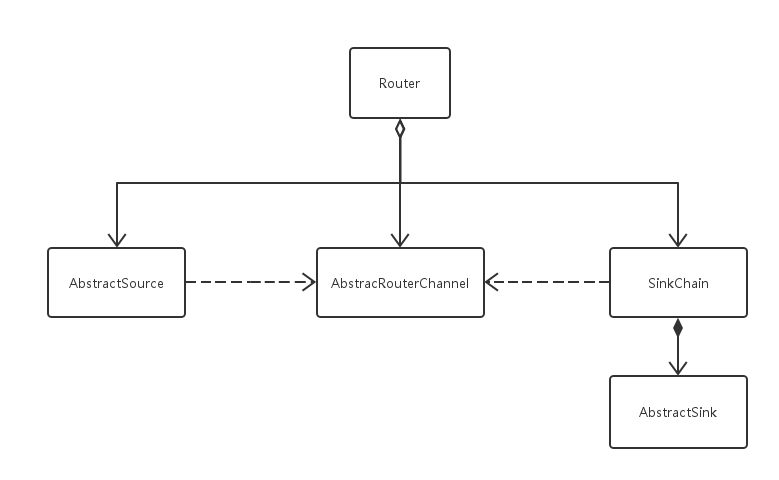 Router
AbstractSource
AbstracRouterChannel
SinkChain
AbstractSink